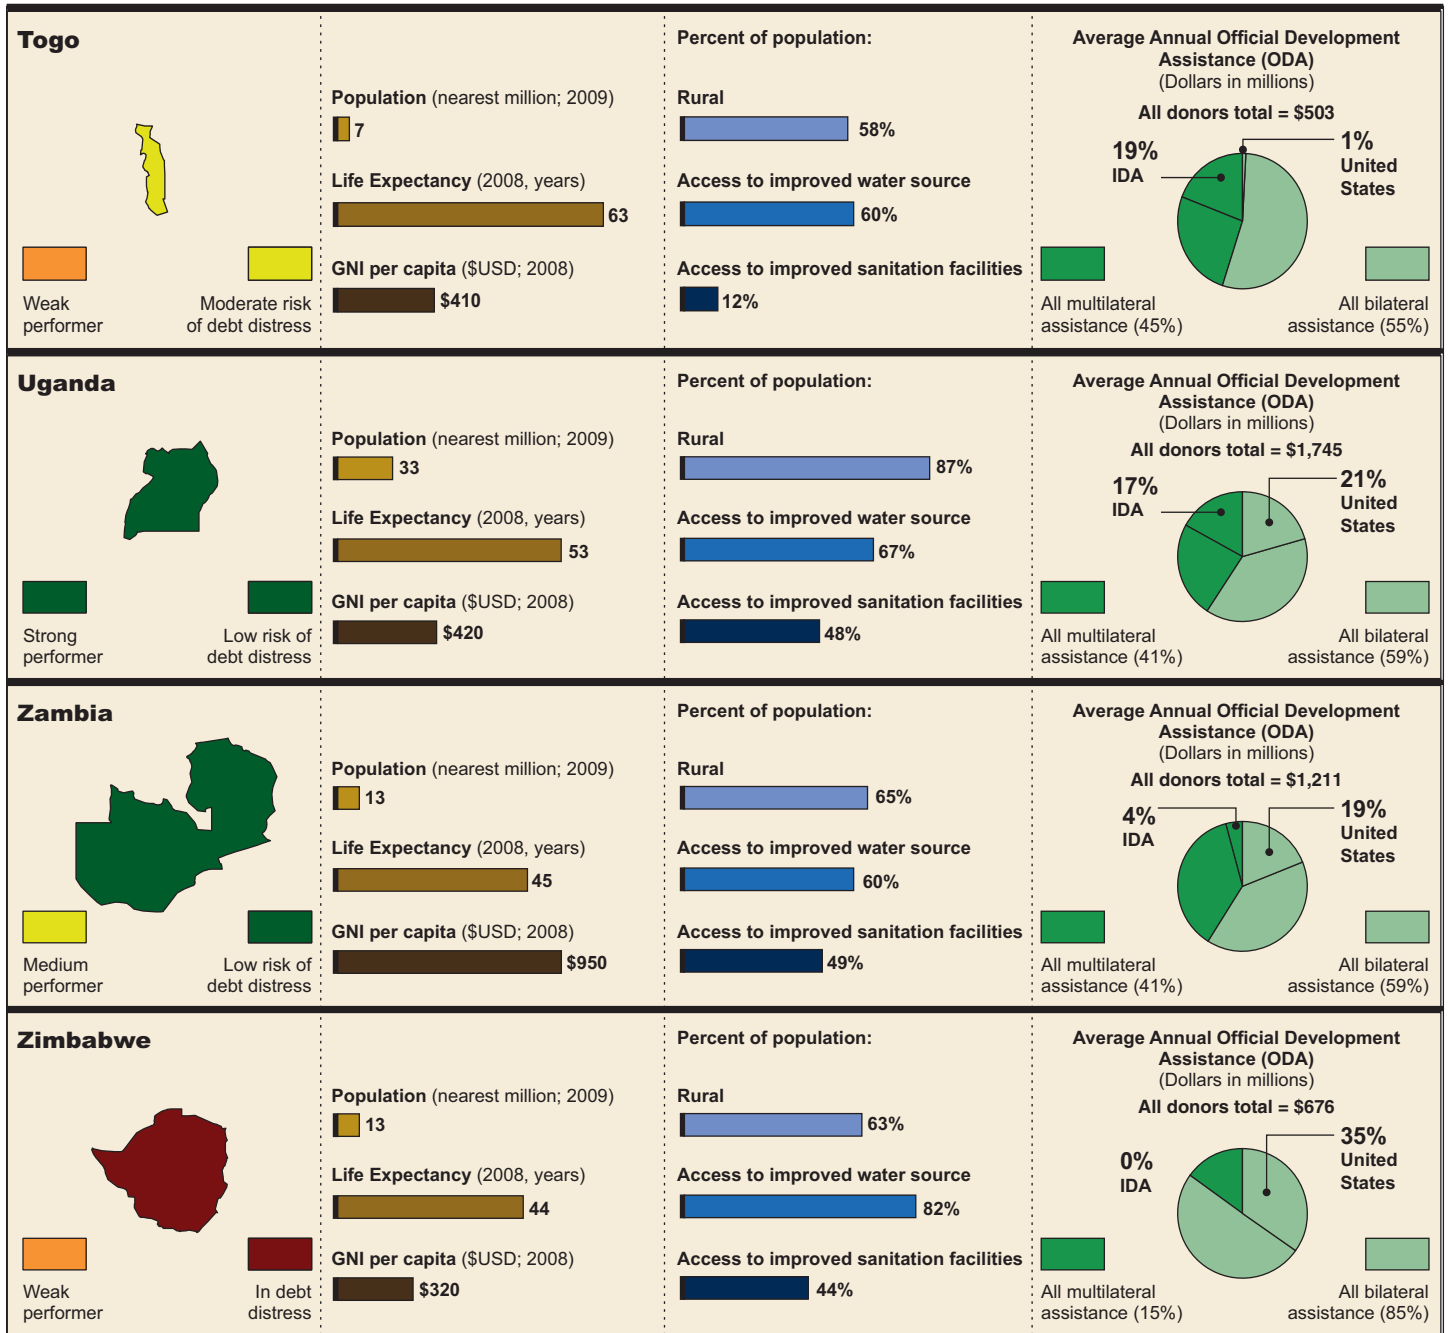 Togo
Weak
performer
Moderate risk
of debt distress
Population (nearest million; 2009)
7
Life Expectancy (2008, years)
63
GNI per capita ($USD; 2008)
$410
Percent of population:
Rural
58%
Access to improved water source
60%
Access to improved sanitation facilities
12%
Average Annual Official Development
Assistance (ODA)
(Dollars in millions)
All donors total = $503
19%
IDA
1%
United
States
All multilateral
assistance (45%)
All bilateral
assistance (55%)
Uganda
Strong
performer
Low risk of
debt distress
Population (nearest million; 2009)
33
Life Expectancy (2008, years)
53
GNI per capita ($USD; 2008)
$420
Percent of population:
Rural
87%
Access to improved water source
67%
Access to improved sanitation facilities
48%
Average Annual Official Development
Assistance (ODA)
(Dollars in millions)
All donors total = $1,745
17%
IDA
21%
United
States
All multilateral
assistance (41%)
All bilateral
assistance (59%)
Zambia
Medium
performer
Low risk of
debt distress
Population (nearest million; 2009)
13
Life Expectancy (2008, years)
45
GNI per capita ($USD; 2008)
$950
Percent of population:
Rural
65%
Access to improved water source
60%
Access to improved sanitation facilities
49%
Average Annual Official Development
Assistance (ODA)
(Dollars in millions)
All donors total = $1,211
4%
IDA
19%
United
States
All multilateral
assistance (41%)
All bilateral
assistance (59%)
Zimbabwe
Weak
performer
In debt
distress
Population (nearest million; 2009)
13
Life Expectancy (2008, years)
44
GNI per capita ($USD; 2008)
$320
Percent of population:
Rural
63%
Access to improved water source
82%
Access to improved sanitation facilities
44%
Average Annual Official Development
Assistance (ODA)
(Dollars in millions)
All donors total = $676
0%
IDA
35%
United
States
All multilateral
assistance (15%)
All bilateral
assistance (85%)